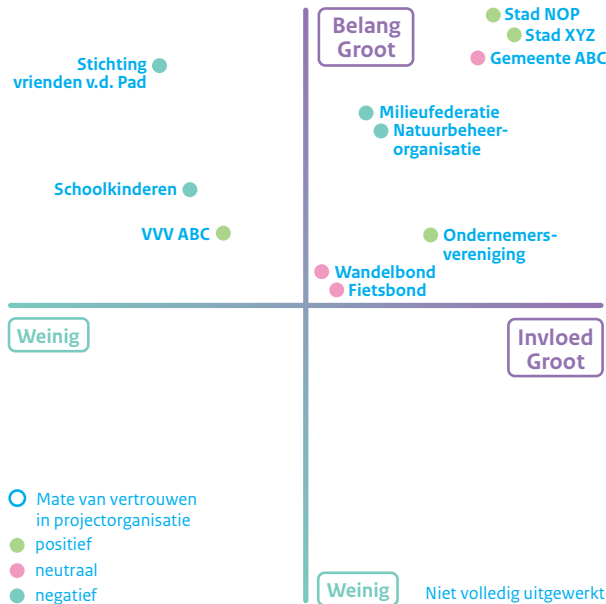 Belang
Groot
Stad NOP
Stad XYZ
Gemeente ABC
Stichting
vrienden v.d. Pad
Milieufederatie
Natuurbeheer-
organisatie
Schoolkinderen
VVV ABC
Ondernemers-
vereniging
Wandelbond
Fietsbond
Weinig
Invloed
Groot
Mate van vertrouwen
in projectorganisatie
positief
neutraal
negatief
Weinig
Niet volledig uitgewerkt